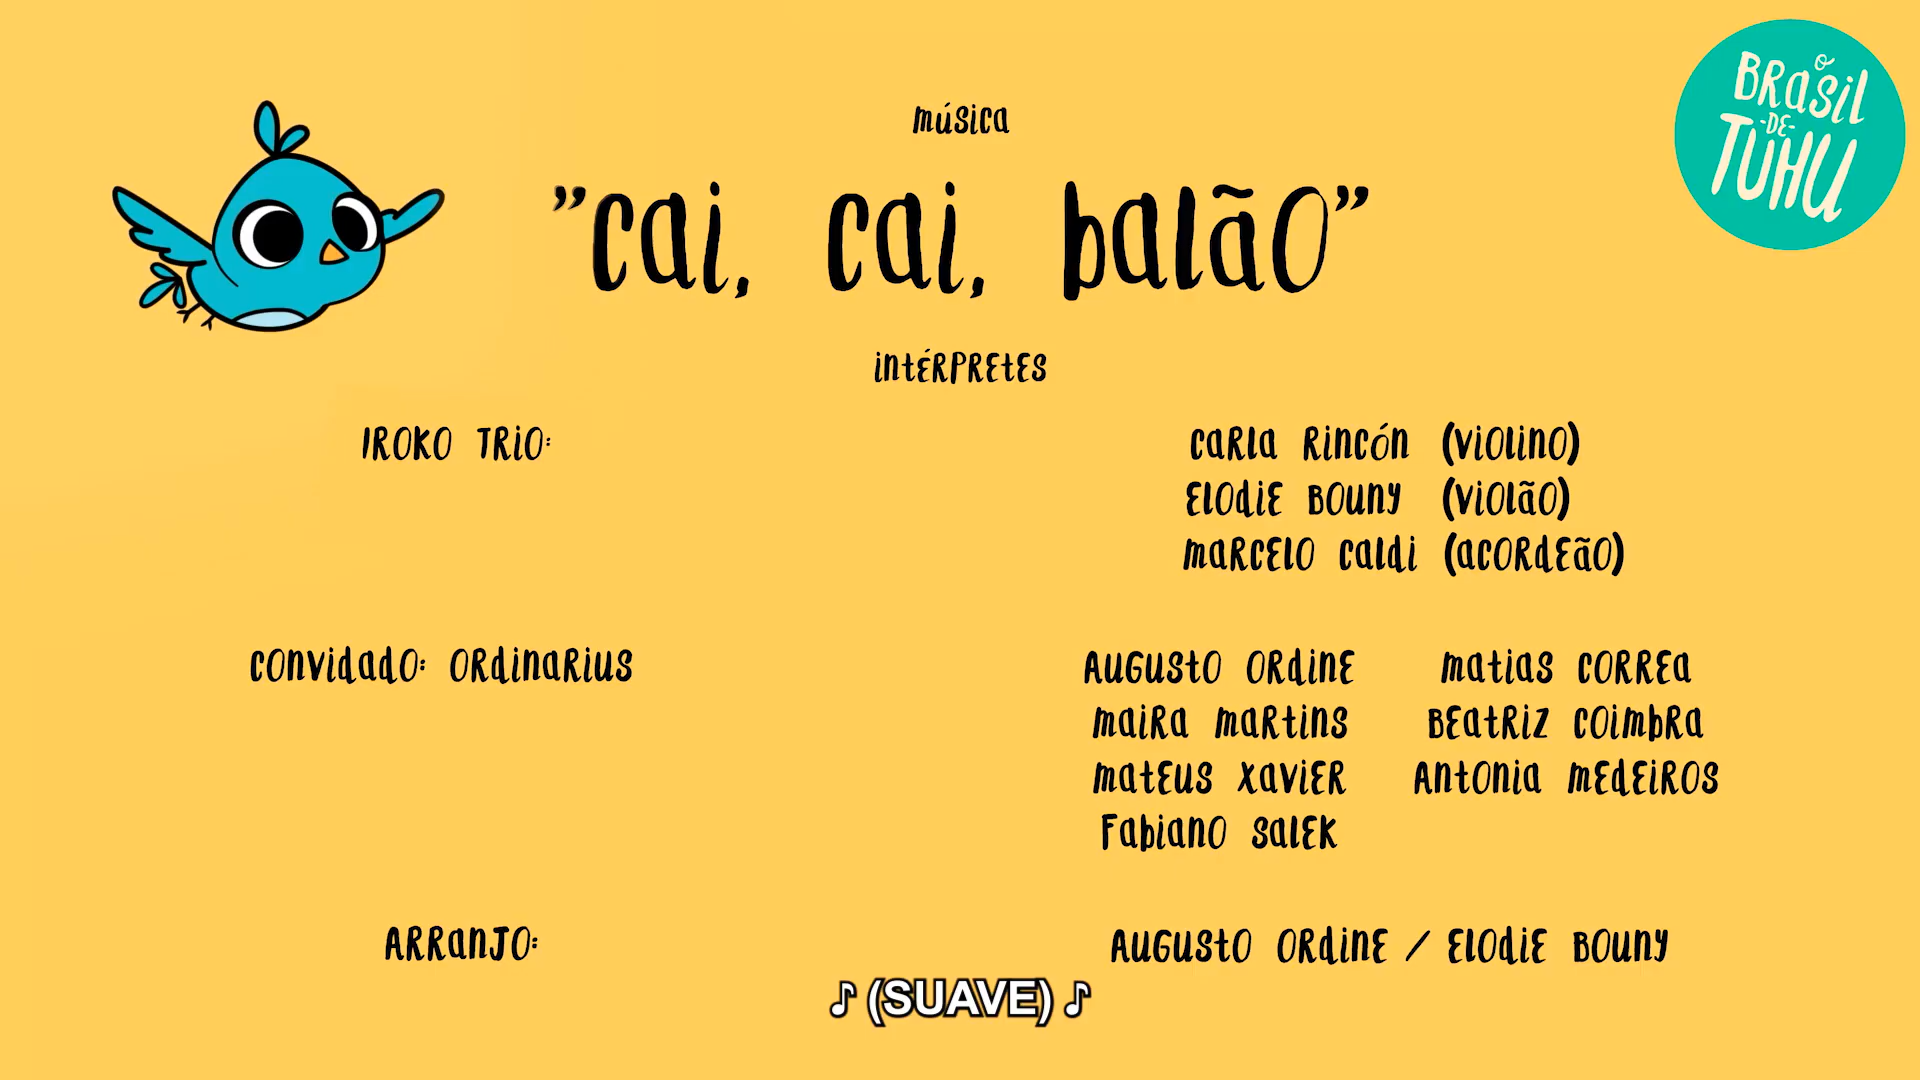 o
BRasil
-DE-
TUHU
música
"cai, cai, balão"
intérpretes
Iroko Trio:
Carla Rincón (violino)
Elodie Bouny (violão)
Marcelo Caldi (acordeão)
Convidado: Ordinarius
Augusto Ordine Matias Correa
Maira Martins Beatriz Coimbra
Mateus Xavier Antonia Medeiros
Fabiano Salek
Arranjo:
Augusto Ordine / Elodie Bouny
♪ (SUAVE) ♪